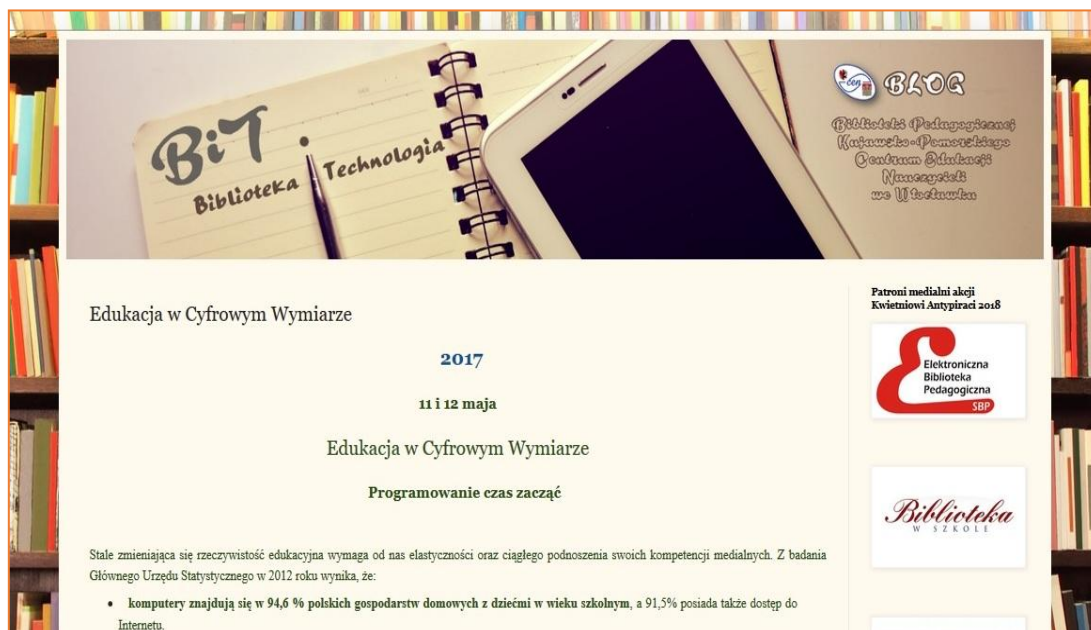 BiT.
Biblioteka Technologia
cen BLOG
Biblioteki Pedagogicznej
Kujawsko-Pomorskiego
Centrum Edukacji
Nauczycieli
we Włocławku
Edukacja w Cyfrowym Wymiarze
2017
11 i 12 maja
Edukacja w Cyfrowym Wymiarze
Programowanie czas zacząć
Stale zmieniająca się rzeczywistość edukacyjna wymaga od nas elastyczności oraz ciągłego podnoszenia swoich kompetencji medialnych. Z badania
Głównego Urzędu Statystycznego w 2012 roku wynika, że:
• komputery znajdują się w 94,6 % polskich gospodarstw domowych z dziećmi w wieku szkolnym, a 91,5% posiada także dostęp do
Internetu.
Patroni medialni akcji
Kwietniowi Antypiraci 2018
Elektroniczna
Biblioteka
Pedagogiczna
SBP
Biblioteka
W SZKOLE